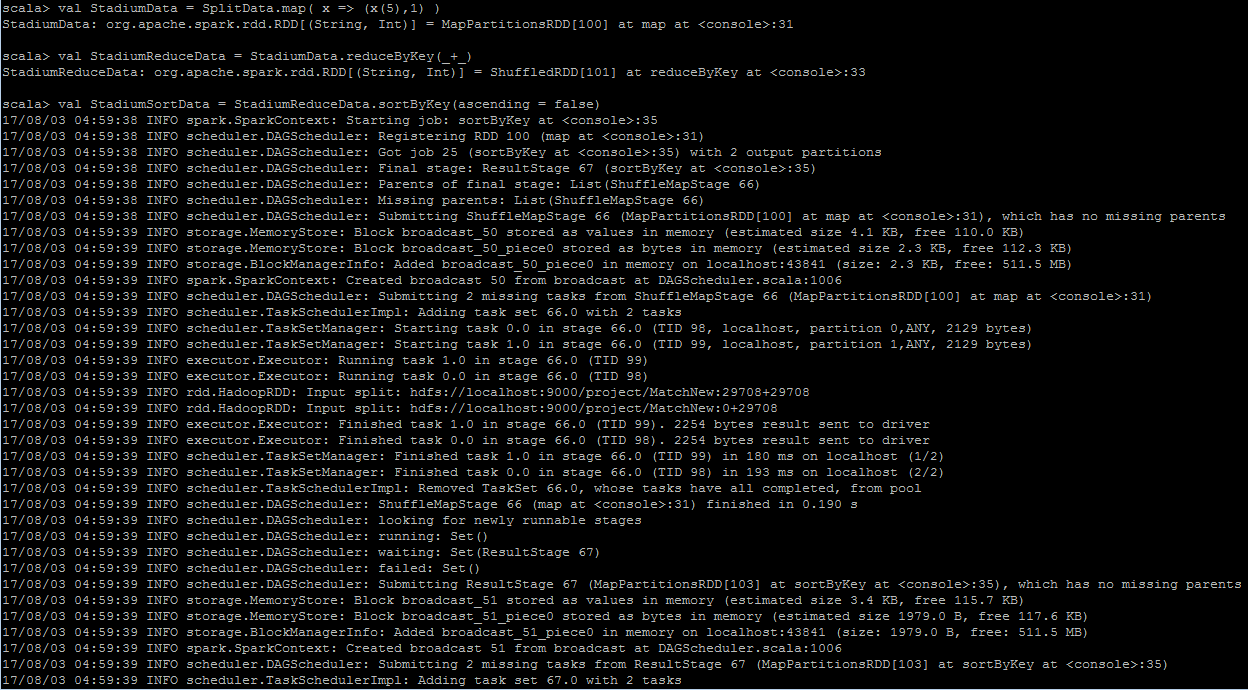 scala> val StadiumData = SplitData.map( x => (x(5),1) )
StadiumData: org.apache.spark.rdd.RDD[(String, Int)] = MapPartitionsRDD[100] at map at <console>:31
scala> val StadiumReduceData = StadiumData.reduceByKey(_+_)
StadiumReduceData: org.apache.spark.rdd.RDD[(String, Int)] = ShuffledRDD[101] at reduceByKey at <console>:33
scala> val StadiumSortData = StadiumReduceData.sortByKey(ascending = false)
17/08/03 04:59:38 INFO spark.SparkContext: Starting job: sortByKey at <console>:35
17/08/03 04:59:38 INFO scheduler.DAGScheduler: Registering RDD 100 (map at <console>:31)
17/08/03 04:59:38 INFO scheduler.DAGScheduler: Got job 25 (sortByKey at <console>:35) with 2 output partitions
17/08/03 04:59:38 INFO scheduler.DAGScheduler: Final stage: ResultStage 67 (sortByKey at <console>:35)
17/08/03 04:59:38 INFO scheduler.DAGScheduler: Parents of final stage: List(ShuffleMapStage 66)
17/08/03 04:59:38 INFO scheduler.DAGScheduler: Missing parents: List(ShuffleMapStage 66)
17/08/03 04:59:38 INFO scheduler.DAGScheduler: Submitting ShuffleMapStage 66 (MapPartitionsRDD[100] at map at <console>:31), which has no missing parents
17/08/03 04:59:38 INFO storage.MemoryStore: Block broadcast_50 stored as values in memory (estimated size 4.1 KB, free 110.0 KB)
17/08/03 04:59:38 INFO storage.MemoryStore: Block broadcast_50_piece0 stored as bytes in memory (estimated size 2.3 KB, free 112.3 KB)
17/08/03 04:59:39 INFO storage.BlockManagerInfo: Added broadcast_50_piece0 in memory on localhost:43841 (size: 2.3 KB, free: 511.5 MB)
17/08/03 04:59:39 INFO spark.SparkContext: Created broadcast 50 from broadcast at DAGScheduler.scala:1006
17/08/03 04:59:39 INFO scheduler.DAGScheduler: Submitting 2 missing tasks from ShuffleMapStage 66 (MapPartitionsRDD[100] at map at <console>:31)
17/08/03 04:59:39 INFO scheduler.TaskSchedulerImpl: Adding task set 66.0 with 2 tasks
17/08/03 04:59:39 INFO scheduler.TaskSetManager: Starting task 0.0 in stage 66.0 (TID 98, localhost, partition 0,ANY, 2129 bytes)
17/08/03 04:59:39 INFO scheduler.TaskSetManager: Starting task 1.0 in stage 66.0 (TID 99, localhost, partition 1,ANY, 2129 bytes)
17/08/03 04:59:39 INFO executor.Executor: Running task 1.0 in stage 66.0 (TID 99)
17/08/03 04:59:39 INFO executor.Executor: Running task 0.0 in stage 66.0 (TID 98)
17/08/03 04:59:39 INFO rdd.HadoopRDD: Input split: hdfs://localhost:9000/project/MatchNew:29708+29708
17/08/03 04:59:39 INFO rdd.HadoopRDD: Input split: hdfs://localhost:9000/project/MatchNew:0+29708
17/08/03 04:59:39 INFO executor.Executor: Finished task 1.0 in stage 66.0 (TID 99). 2254 bytes result sent to driver
17/08/03 04:59:39 INFO executor.Executor: Finished task 0.0 in stage 66.0 (TID 98). 2254 bytes result sent to driver
17/08/03 04:59:39 INFO scheduler.TaskSetManager: Finished task 1.0 in stage 66.0 (TID 99) in 180 ms on localhost (1/2)
17/08/03 04:59:39 INFO scheduler.TaskSetManager: Finished task 0.0 in stage 66.0 (TID 98) in 193 ms on localhost (2/2)
17/08/03 04:59:39 INFO scheduler.TaskSchedulerImpl: Removed TaskSet 66.0, whose tasks have all completed, from pool
17/08/03 04:59:39 INFO scheduler.DAGScheduler: ShuffleMapStage 66 (map at <console>:31) finished in 0.190 s
17/08/03 04:59:39 INFO scheduler.DAGScheduler: looking for newly runnable stages
17/08/03 04:59:39 INFO scheduler.DAGScheduler: running: Set()
17/08/03 04:59:39 INFO scheduler.DAGScheduler: waiting: Set(ResultStage 67)
17/08/03 04:59:39 INFO scheduler.DAGScheduler: failed: Set()
17/08/03 04:59:39 INFO scheduler.DAGScheduler: Submitting ResultStage 67 (MapPartitionsRDD[103] at sortByKey at <console>:35), which has no missing parents
17/08/03 04:59:39 INFO storage.MemoryStore: Block broadcast_51 stored as values in memory (estimated size 3.4 KB, free 115.7 KB)
17/08/03 04:59:39 INFO storage.MemoryStore: Block broadcast_51_piece0 stored as bytes in memory (estimated size 1979.0 B, free 117.6 KB)
17/08/03 04:59:39 INFO storage.BlockManagerInfo: Added broadcast_51_piece0 in memory on localhost:43841 (size: 1979.0 B, free: 511.5 MB)
17/08/03 04:59:39 INFO spark.SparkContext: Created broadcast 51 from broadcast at DAGScheduler.scala:1006
17/08/03 04:59:39 INFO scheduler.DAGScheduler: Submitting 2 missing tasks from ResultStage 67 (MapPartitionsRDD[103] at sortByKey at <console>:35)
17/08/03 04:59:39 INFO scheduler.TaskSchedulerImpl: Adding task set 67.0 with 2 tasks